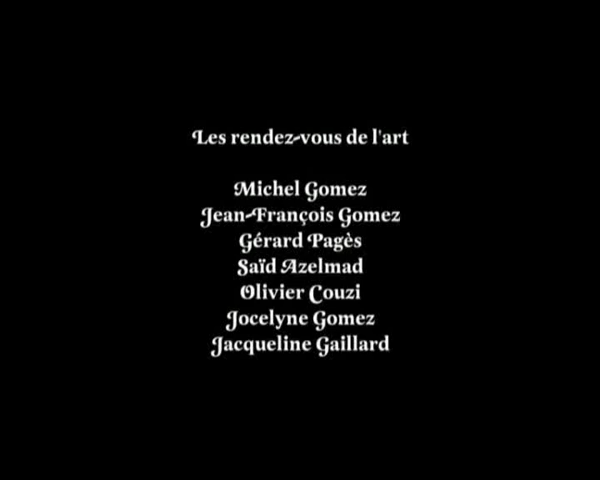 Les rendez-vous de l'art
Michel Gomez
Jean-François Gomez
Gérard Pagès
Saïd Azelmad
Olivier Couzi
Jocelyne Gomez
Jacqueline Gaillard